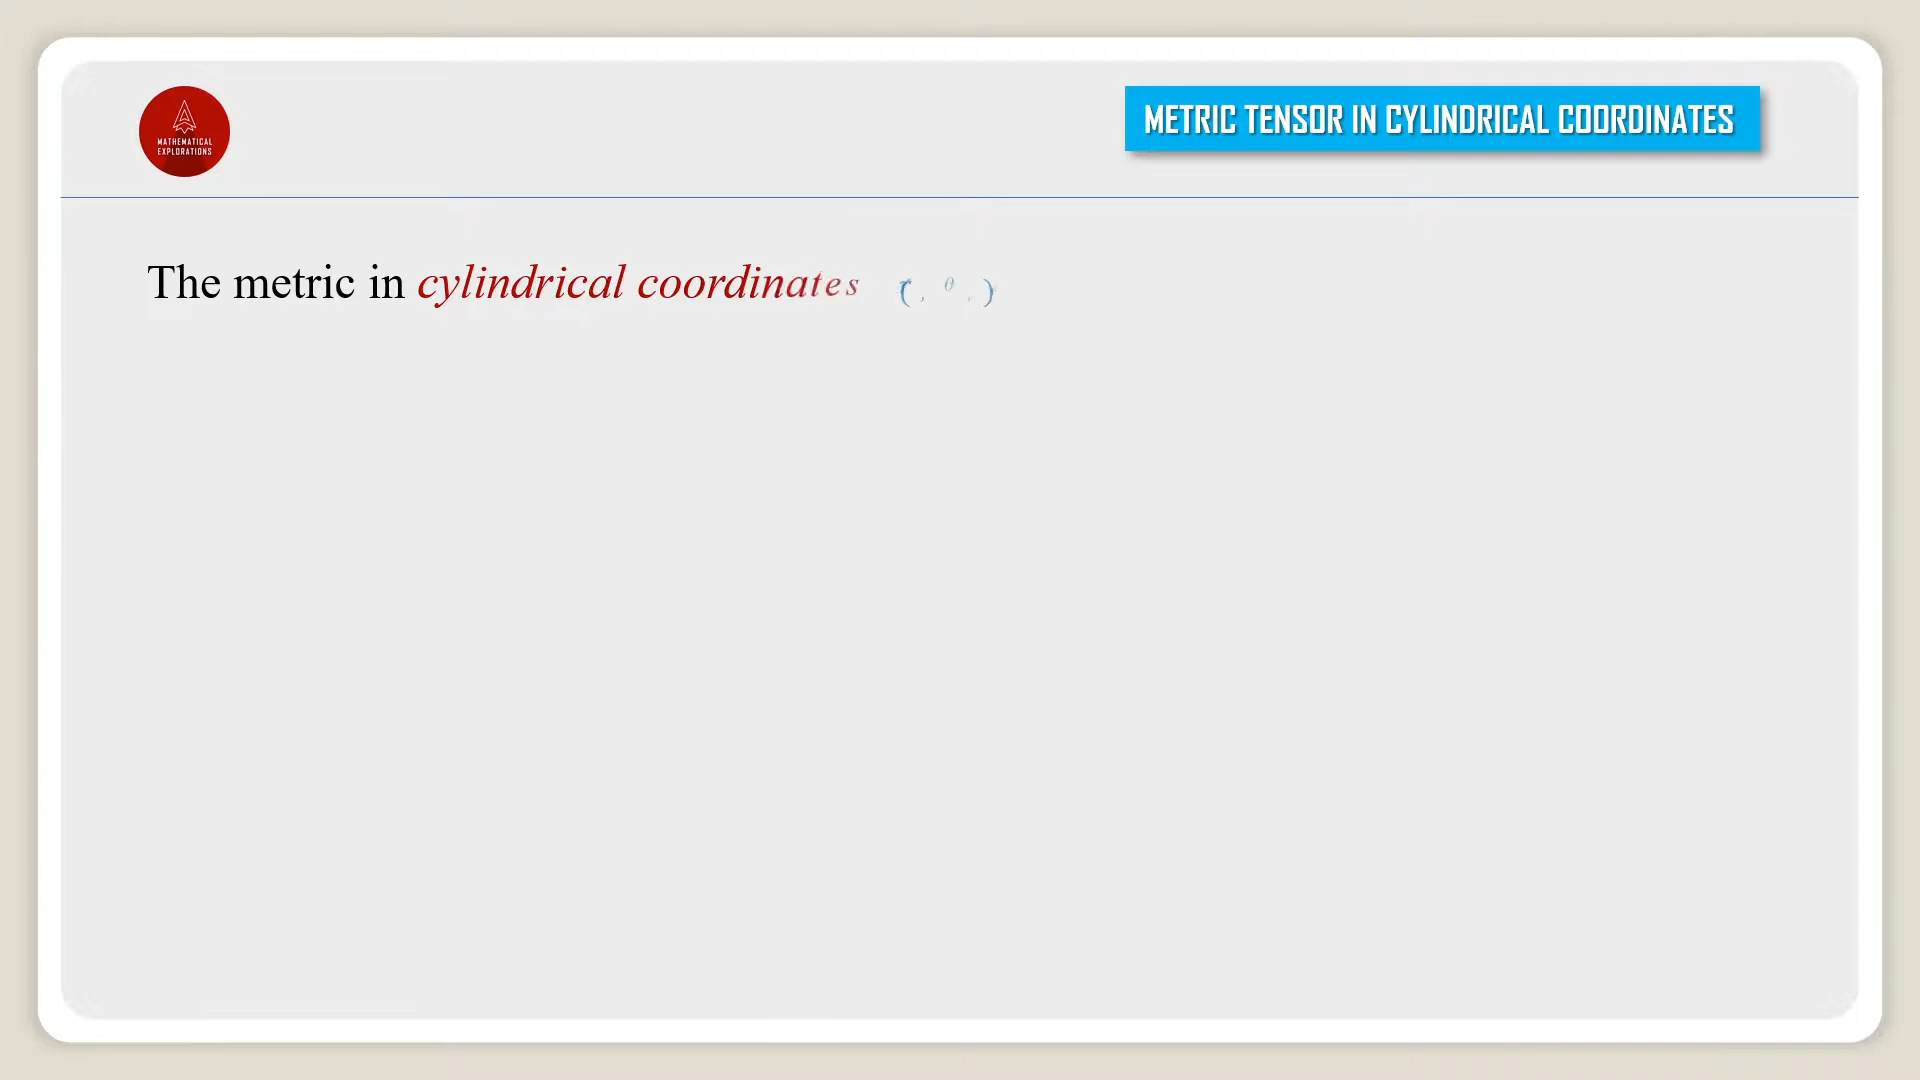 MATHEMATICAL
EXPLORATIONS
METRIC TENSOR IN CYLINDRICAL COORDINATES
The metric in cylindrical coordinates (r, θ, )